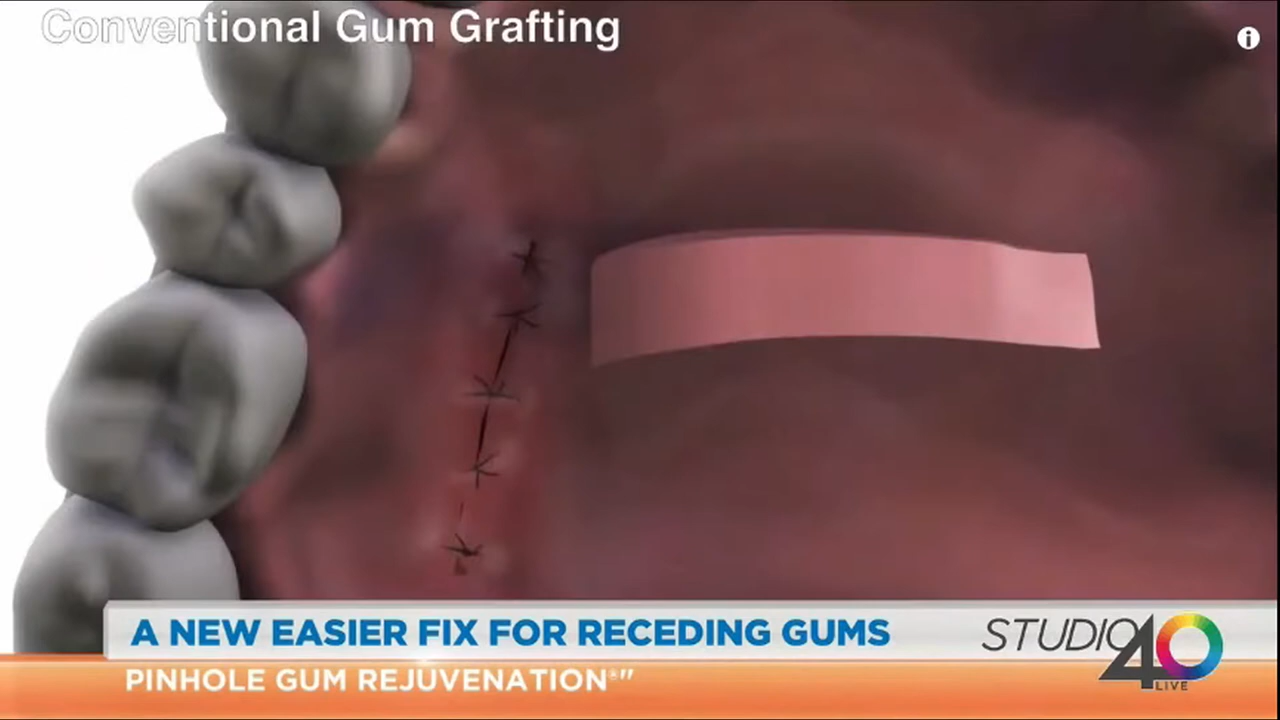 Conventional Gum Grafting
i
A NEW EASIER FIX FOR RECEDING GUMS
STUDIO 40
LIVE
PINHOLE GUM REJUVENATION®"